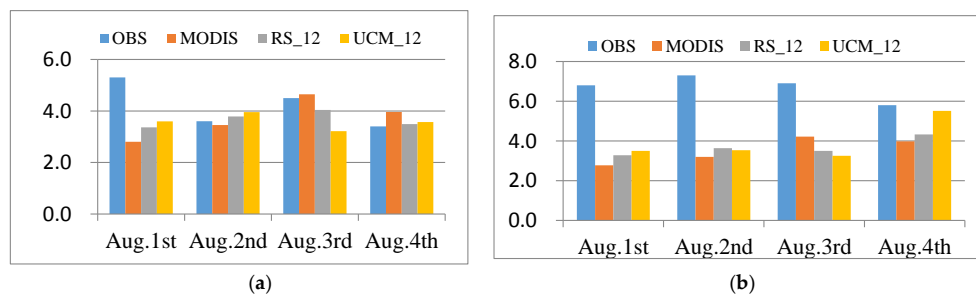 OBS MODIS RS_12 UCM_12
6.0
4.0
2.0
0.0
Aug.1st Aug.2nd Aug.3rd Aug.4th
(a)
OBS MODIS RS_12 UCM_12
8.0
6.0
4.0
2.0
0.0
Aug.1st Aug.2nd Aug.3rd Aug.4th
(b)